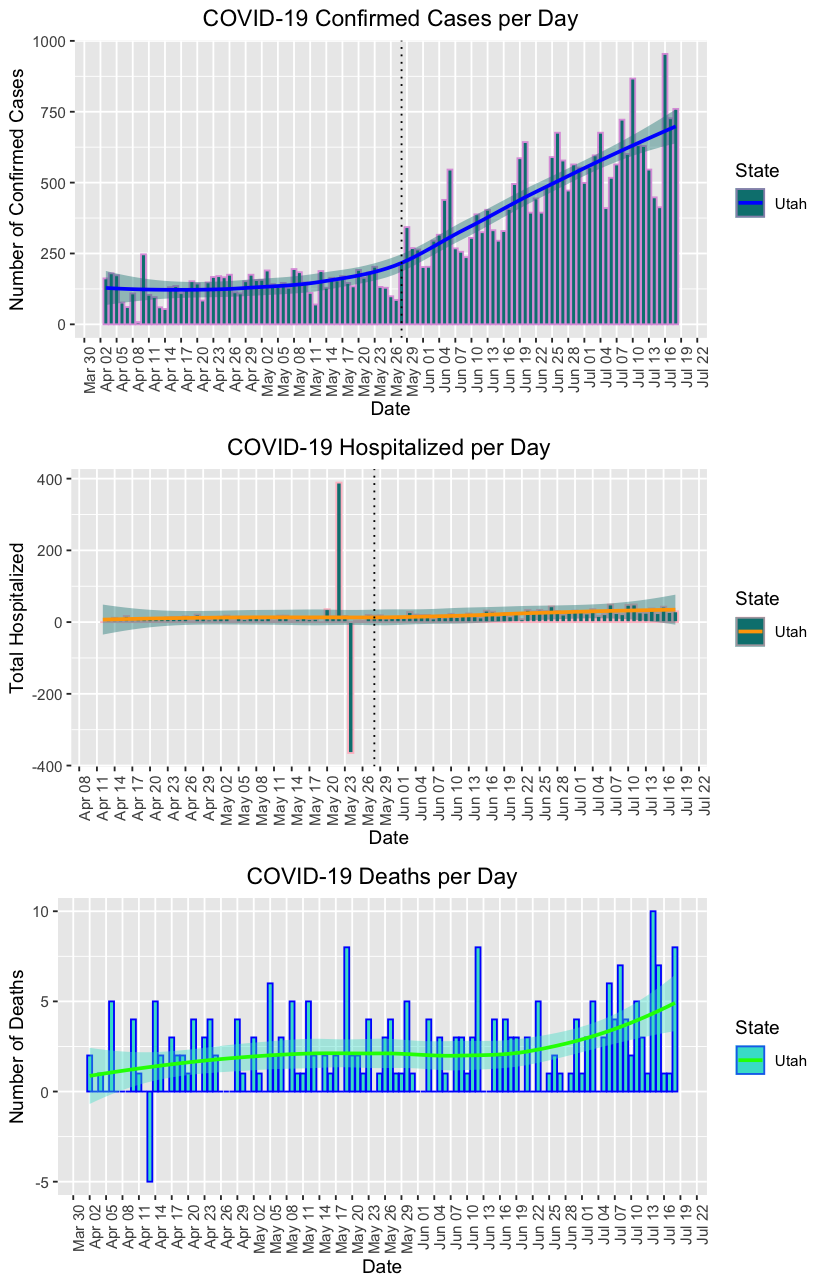 COVID-19 Confirmed Cases per Day
Number of Confirmed Cases
1000
750
500
250
0
Mar 30
Apr 02
Apr 05
Apr 08
Apr 11
Apr 14
Apr 17
Apr 20
Apr 23
Apr 26
Apr 29
May 02
May 05
May 08
May 11
May 14
May 17
May 20
May 23
May 26
May 29
Jun 01
Jun 04
Jun 07
Jun 10
Jun 13
Jun 16
Jun 19
Jun 22
Jun 25
Jun 28
Jul 01
Jul 04
Jul 07
Jul 10
Jul 13
Jul 16
Jul 19
Jul 22
Date
State
Utah
COVID-19 Hospitalized per Day
Total Hospitalized
400
200
0
-200
-400
Apr 08
Apr 11
Apr 14
Apr 17
Apr 20
Apr 23
Apr 26
Apr 29
May 02
May 05
May 08
May 11
May 14
May 17
May 20
May 23
May 26
May 29
Jun 01
Jun 04
Jun 07
Jun 10
Jun 13
Jun 16
Jun 19
Jun 22
Jun 25
Jun 28
Jul 01
Jul 04
Jul 07
Jul 10
Jul 13
Jul 16
Jul 19
Jul 22
Date
State
Utah
COVID-19 Deaths per Day
Number of Deaths
10
5
0
-5
Mar 30
Apr 02
Apr 05
Apr 08
Apr 11
Apr 14
Apr 17
Apr 20
Apr 23
Apr 26
Apr 29
May 02
May 05
May 08
May 11
May 14
May 17
May 20
May 23
May 26
May 29
Jun 01
Jun 04
Jun 07
Jun 10
Jun 13
Jun 16
Jun 19
Jun 22
Jun 25
Jun 28
Jul 01
Jul 04
Jul 07
Jul 10
Jul 13
Jul 16
Jul 19
Jul 22
Date
State
Utah